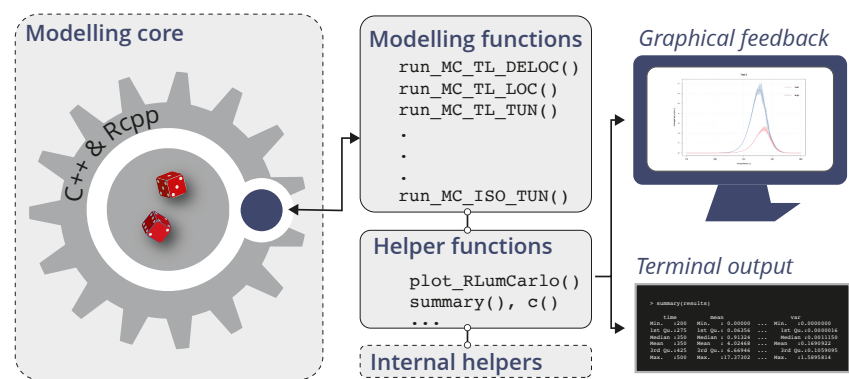 Modelling core
C++ & Rcpp
Modelling functions
run_MC_TL_DELOC()
run_MC_TL_LOC()
run_MC_TL_TUN()
.
.
.
run_MC_ISO_TUN()
Helper functions
plot_RLumCarlo()
summary(), c()
...
Internal helpers
Graphical feedback
Terminal output
> summary(results)
time mean var
Min. :200 Min. : 0.00000 ... Min. :0.0000000
1st Qu.:275 1st Qu.: 0.06356 ... 1st Qu.:0.0000016
Median :350 Median : 0.91324 ... Median :0.0011150
Mean :350 Mean : 4.02468 ... Mean :0.1690922
3rd Qu.:425 3rd Qu.: 6.66946 ... 3rd Qu.:0.1059095
Max. :500 Max. :17.37302 ... Max. :1.5895814